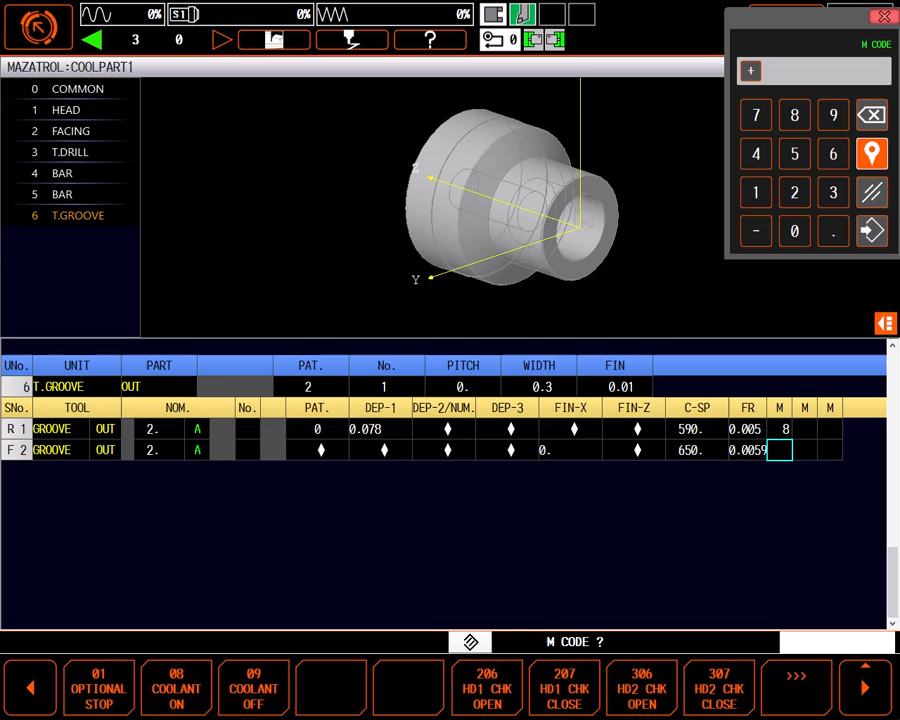 0% S1 0% 0%
3 0 ? 0
MAZATROL:COOLPART1
0 COMMON
1 HEAD
2 FACING
3 T.DRILL
4 BAR
5 BAR
6 T.GROOVE
Z
Y
M CODE
+
7 8 9
4 5 6
1 2 3
- 0 .
UNo. UNIT PART PAT. No. PITCH WIDTH FIN
6 T.GROOVE OUT 2 1 0. 0.3 0.01
SNo. TOOL NOM. No. PAT. DEP-1 DEP-2/NUM. DEP-3 FIN-X FIN-Z C-SP FR M M M
R 1 GROOVE OUT 2. A 0 0.078 ♦ ♦ ♦ ♦ 590. 0.005 8
F 2 GROOVE OUT 2. A ♦ ♦ ♦ ♦ 0. ♦ 650. 0.0059
M CODE ?
01 OPTIONAL STOP
08 COOLANT ON
09 COOLANT OFF
206 HD1 CHK OPEN
207 HD1 CHK CLOSE
306 HD2 CHK OPEN
307 HD2 CHK CLOSE
>>>